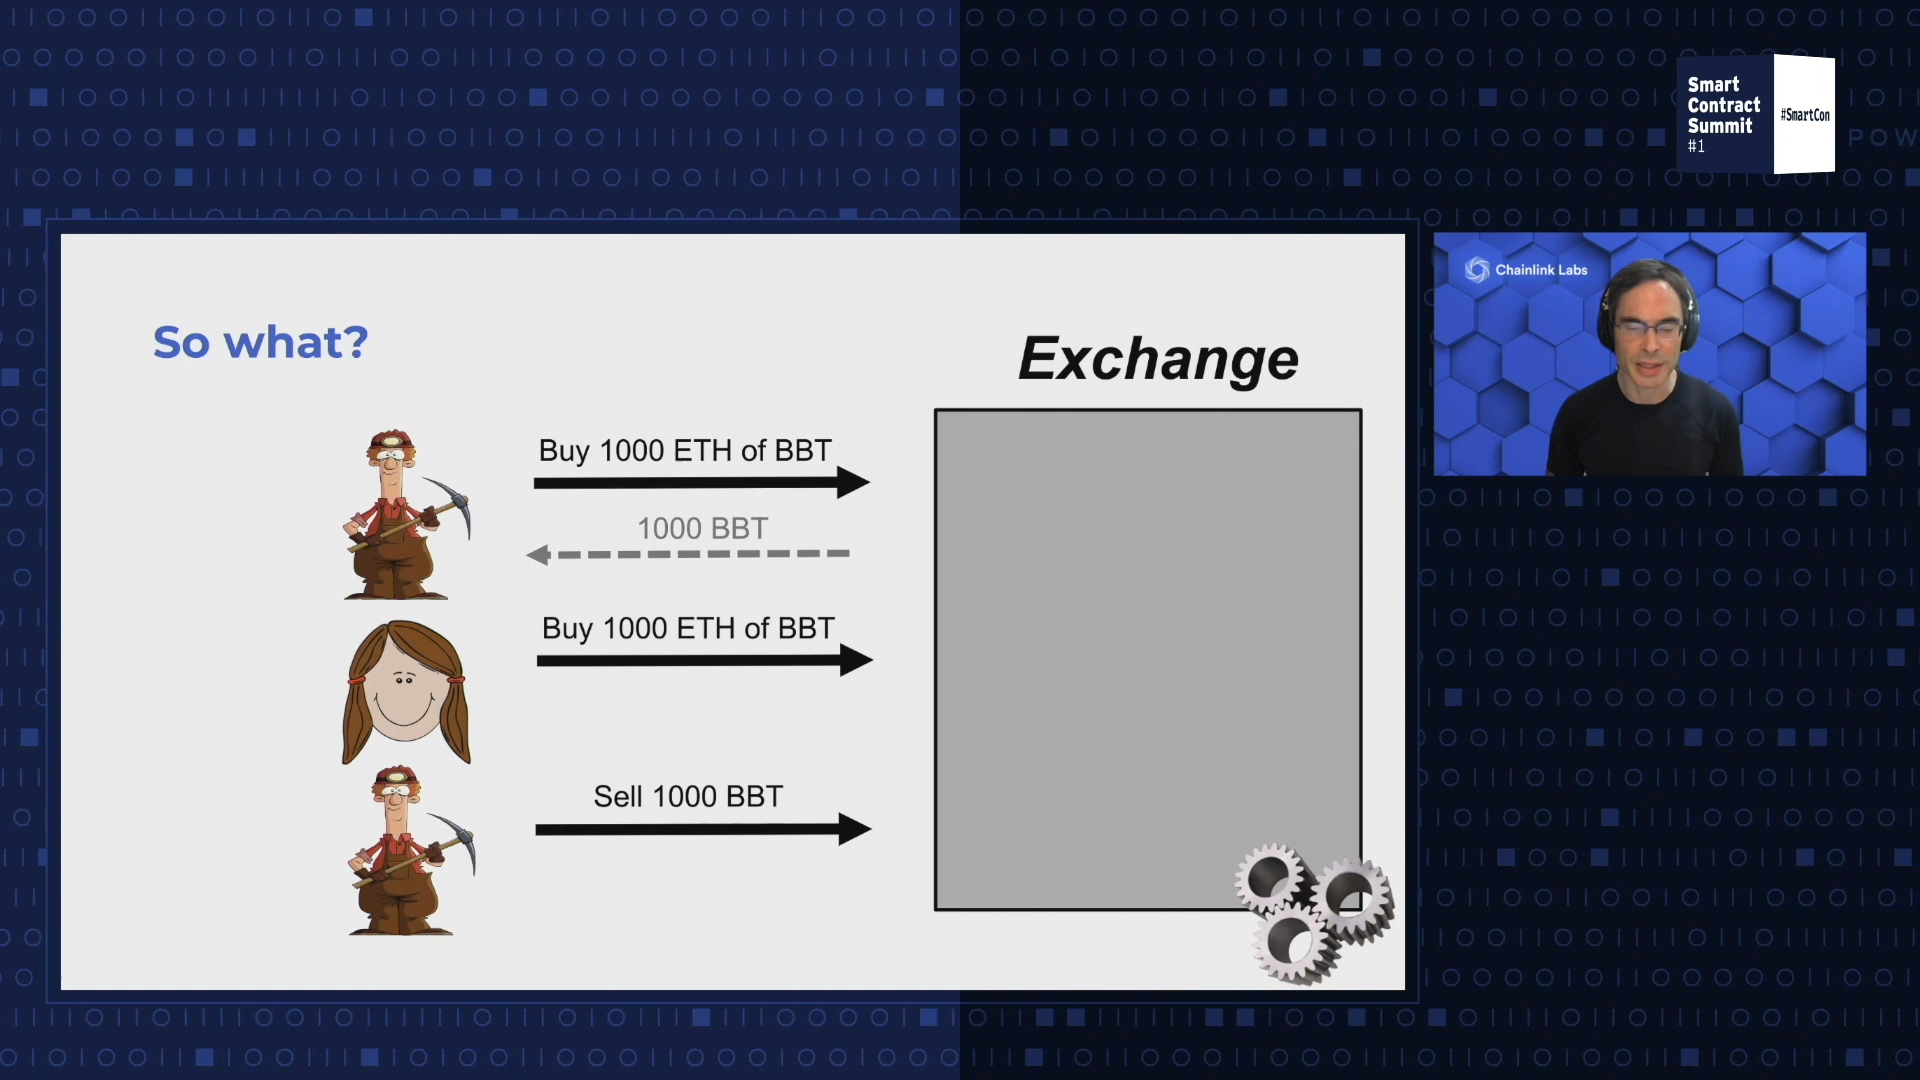 Smart
Contract
Summit
#1
#SmartCon
POW
Chainlink Labs
So what?
Exchange
Buy 1000 ETH of BBT
1000 BBT
Buy 1000 ETH of BBT
Sell 1000 BBT